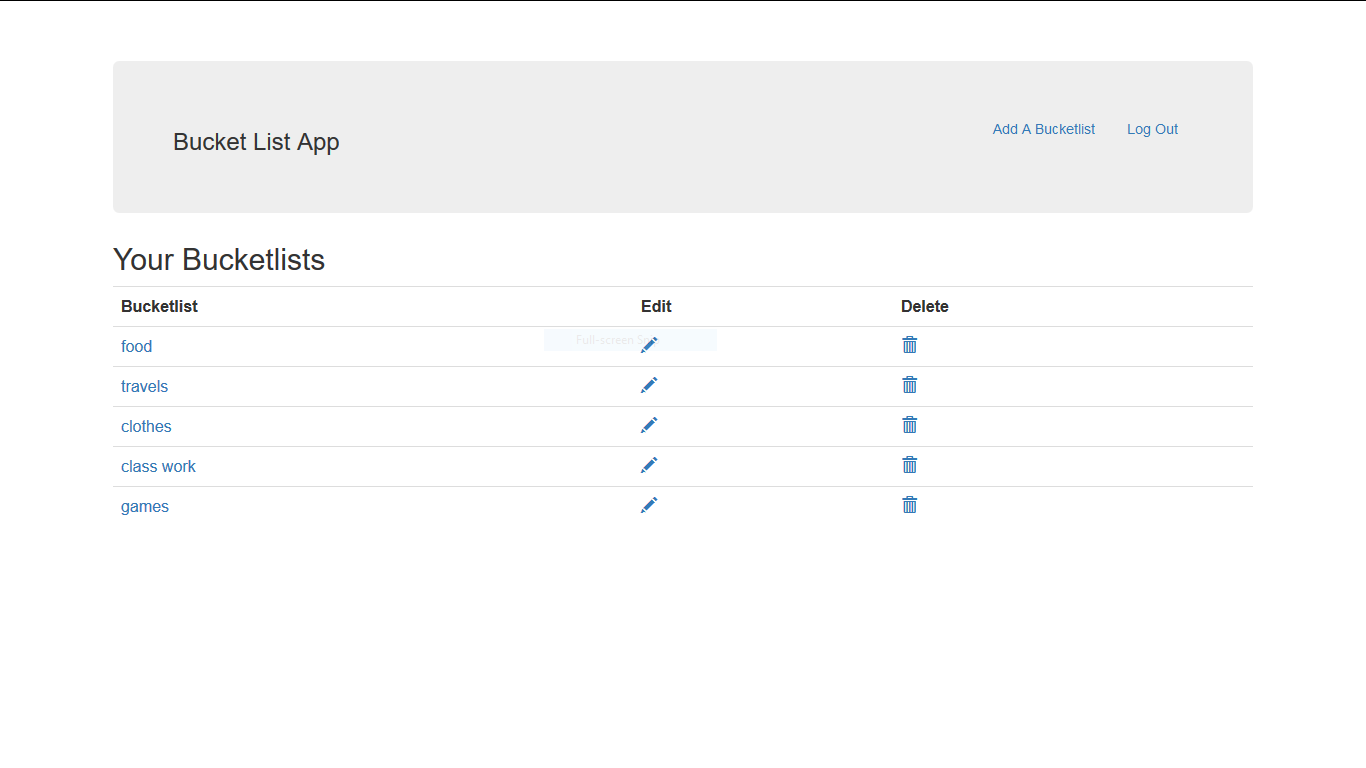 Bucket List App
Add A Bucketlist Log Out
Your Bucketlists
Bucketlist Edit Delete
food
Full-screen
travels
clothes
class work
games